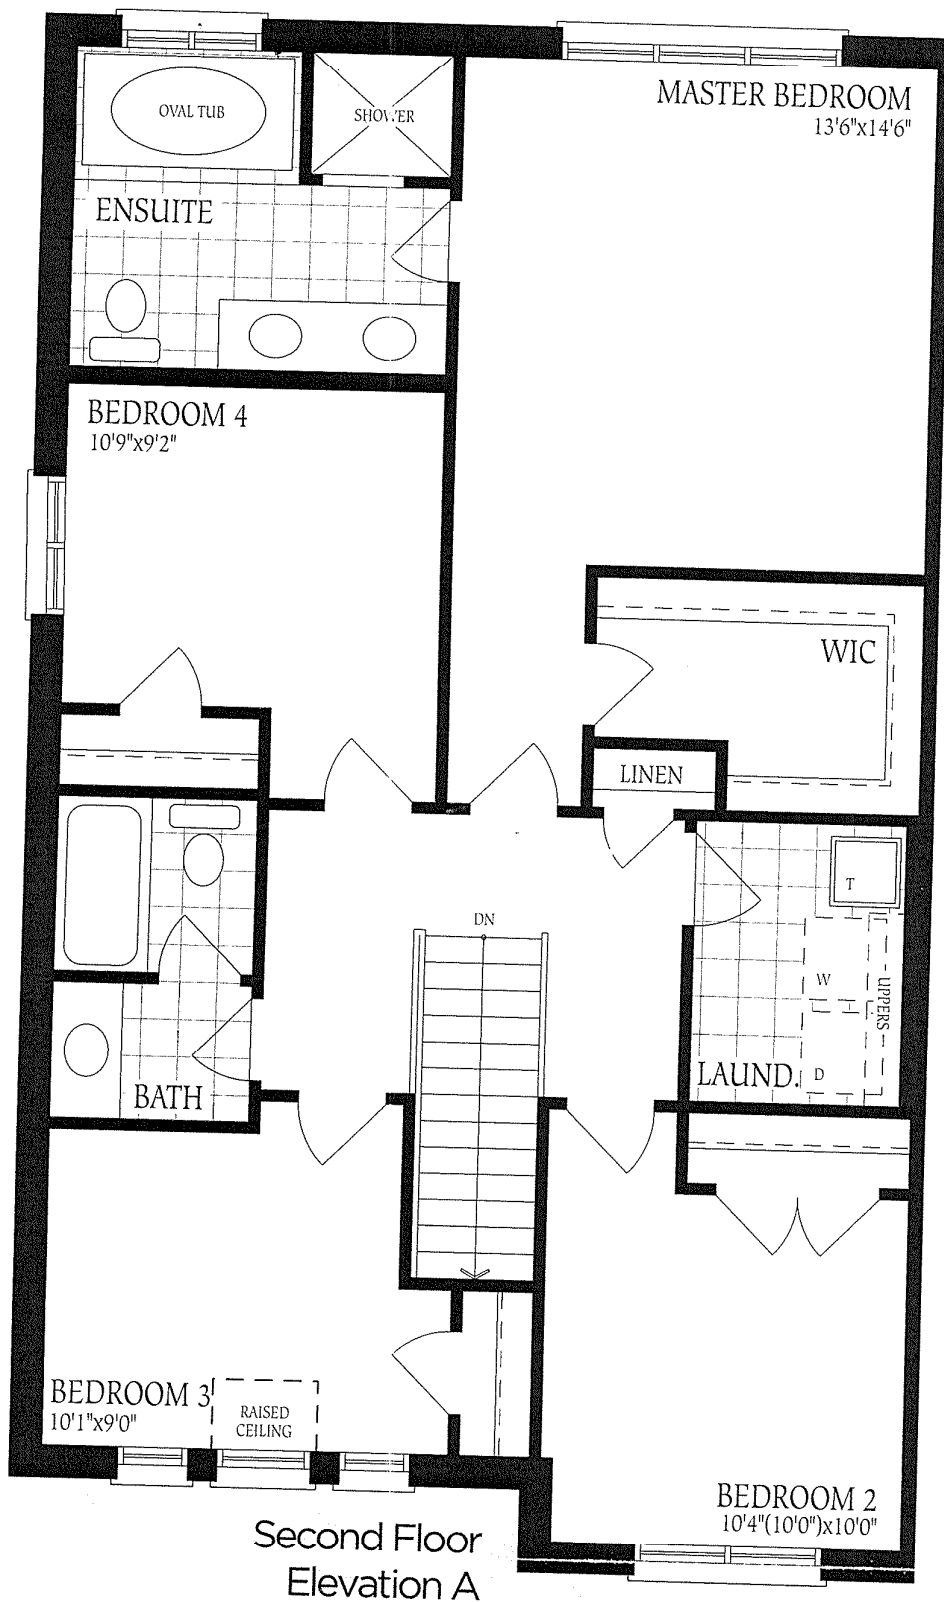 OVAL TUB
SHOWER
MASTER BEDROOM
13'6"x14'6"
ENSUITE
BEDROOM 4
10'9"x9'2"
WIC
LINEN
DN
T
W
UPPERS
D
LAUND.
BATH
BEDROOM 3
10'1"x9'0"
RAISED
CEILING
BEDROOM 2
10'4"(10'0")x10'0"
Second Floor
Elevation A